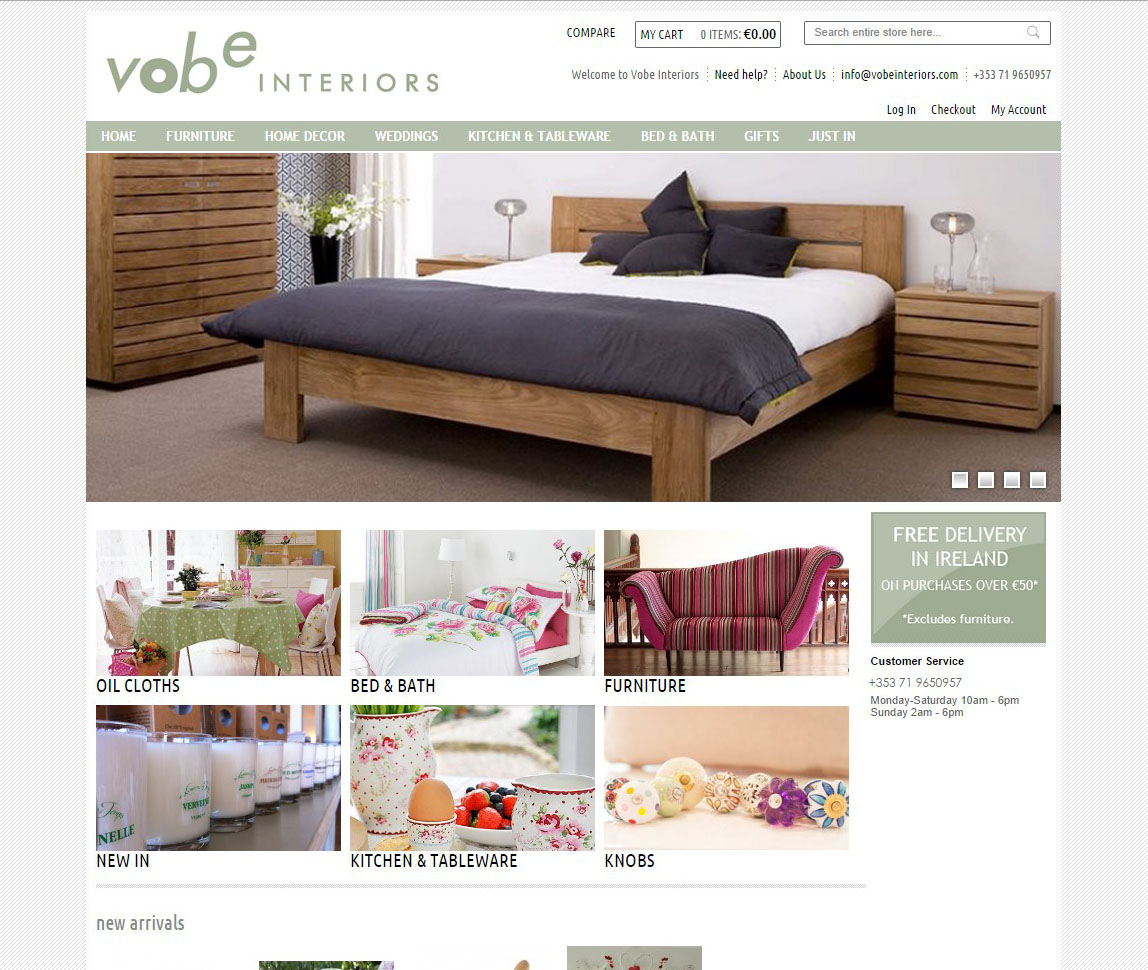 vobe INTERIORS
COMPARE
MY CART 0 ITEMS: €0.00
Search entire store here...
Welcome to Vobe Interiors
Need help?
About Us
info@vobeinteriors.com
+353 71 9650957
Log In
Checkout
My Account
HOME
FURNITURE
HOME DECOR
WEDDINGS
KITCHEN & TABLEWARE
BED & BATH
GIFTS
JUST IN
FREE DELIVERY
IN IRELAND
ON PURCHASES OVER €50*
*Excludes furniture.
Customer Service
+353 71 9650957
Monday-Saturday 10am - 6pm
Sunday 2am - 6pm
OIL CLOTHS
BED & BATH
FURNITURE
NELLE
VERVEINE
JASMIN
NEW IN
KITCHEN & TABLEWARE
KNOBS
new arrivals